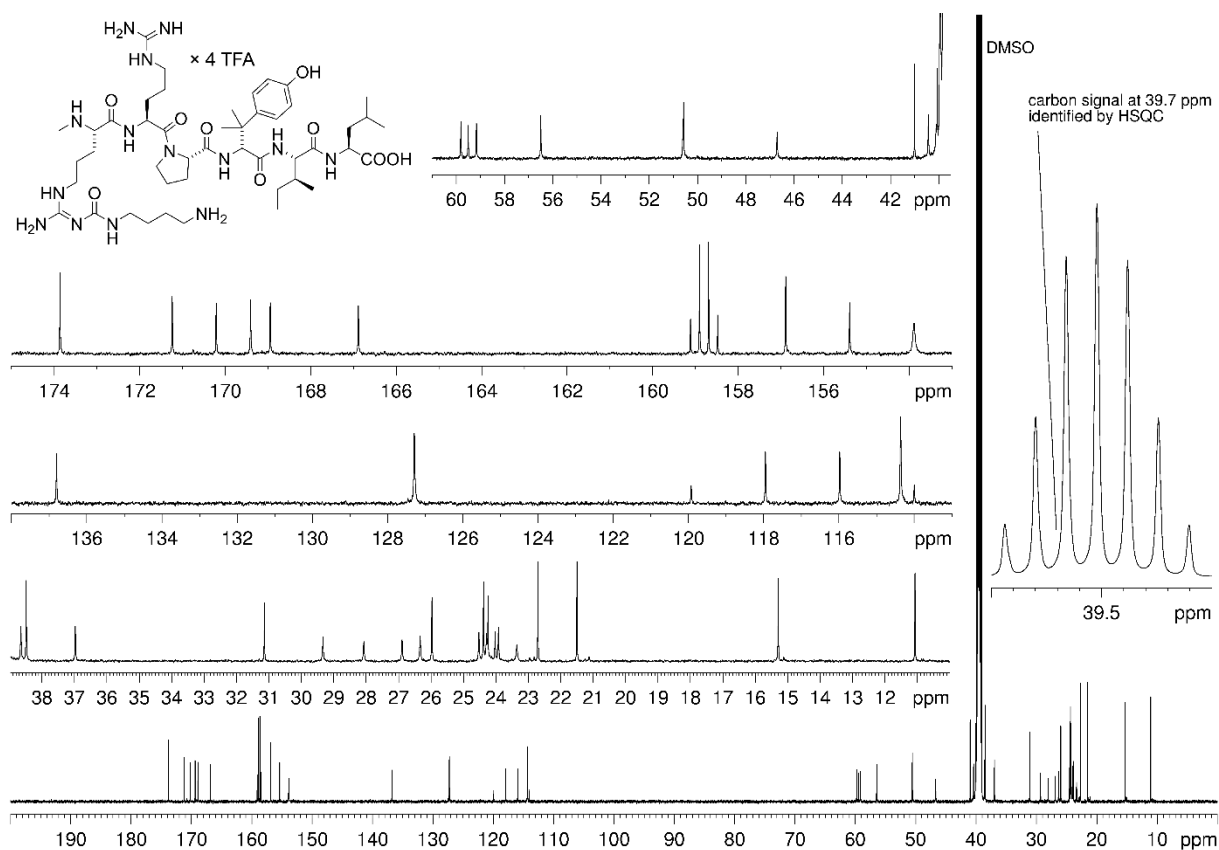 H₂N NH
HN × 4 TFA
OH
O H N O O H N O
N H N H N O N H COOH
HN O O
O
H₂N N N H NH₂
DMSO
carbon signal at 39.7 ppm
identified by HSQC
60 58 56 54 52 50 48 46 44 42 ppm
174 172 170 168 166 164 162 160 158 156 154 ppm
136 134 132 130 128 126 124 122 120 118 116 ppm
39.5 ppm
38 37 36 35 34 33 32 31 30 29 28 27 26 25 24 23 22 21 20 19 18 17 16 15 14 13 12 ppm
190 180 170 160 150 140 130 120 110 100 90 80 70 60 50 40 30 20 10 0 ppm